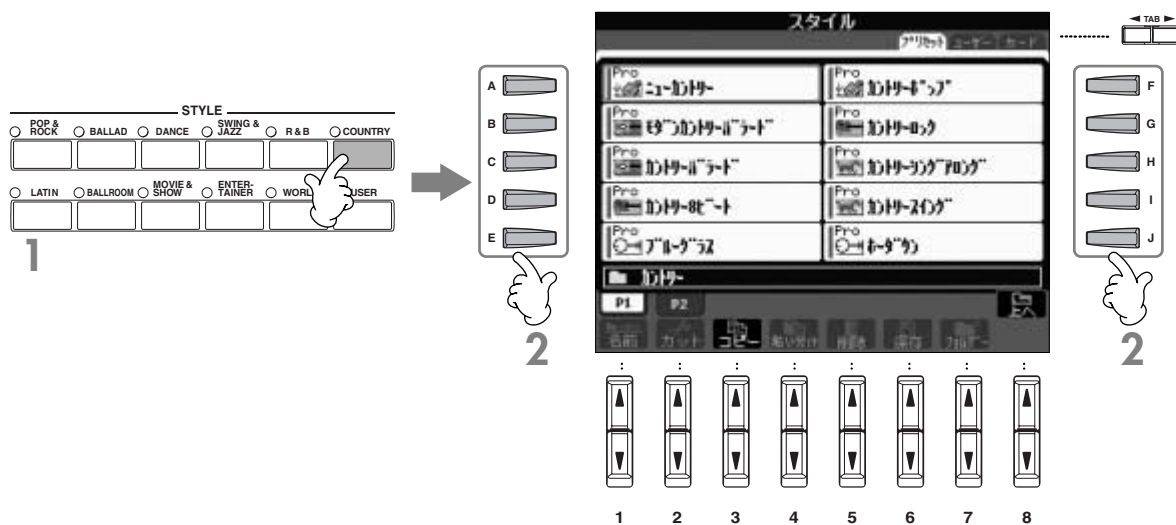 STYLE
POP & ROCK
BALLAD
DANCE
SWING & JAZZ
R & B
COUNTRY
LATIN
BALLROOM
MOVIE & SHOW
ENTER-TAINER
USER
1
A
B
C
D
E
2
スタイル
プリセット ユーザー カード
Pro ニューカントリー
Pro カントリーポップ
Pro モダンカントリーバラード
Pro カントリーロック
Pro カントリーバラード
Pro カントリーシングアロング
Pro カントリー8ビート
Pro カントリースイング
Pro ブルーグラス
Pro ホーダウン
カントリー
P1 P2
上へ
名前 カット コピー 貼り付け 削除 保存 フォルダー
TAB
F
G
H
I
J
2
1 2 3 4 5 6 7 8